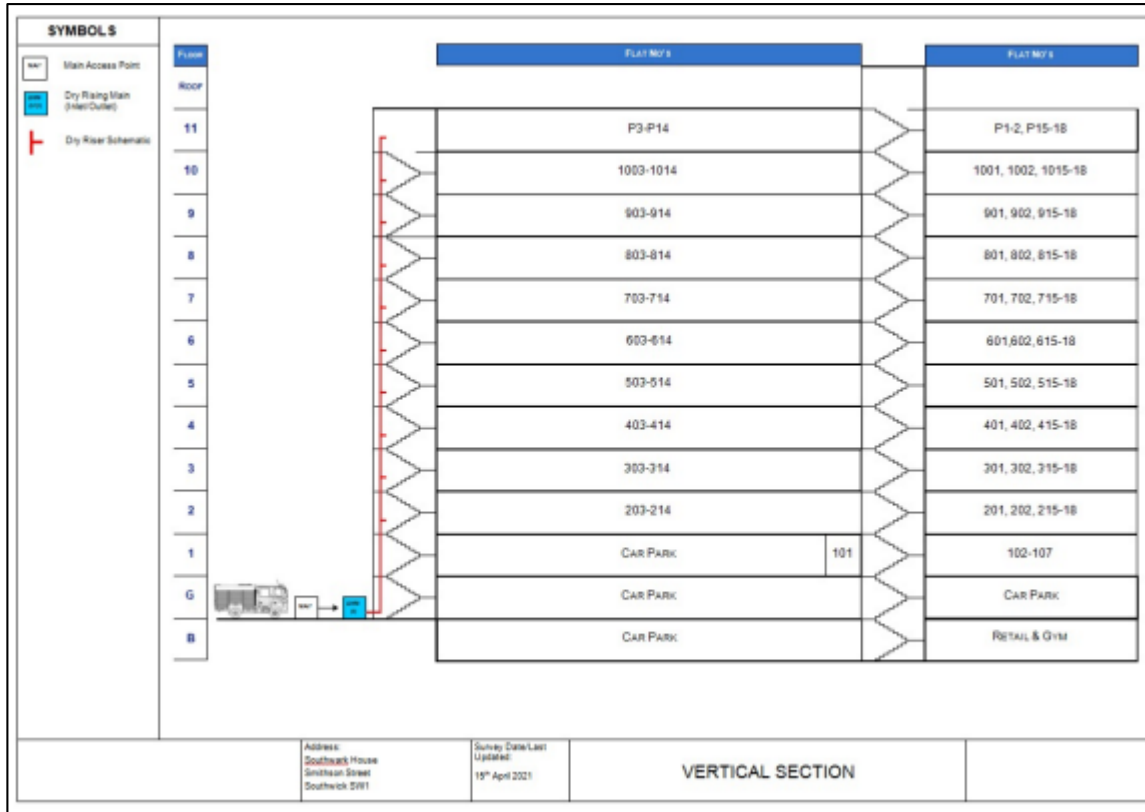 SYMBOLS
Main Access Point
Dry Rising Main
(Inlet/Outlet)
Dry Riser Schematic
FLOOR FLAT NO'S FLAT NO'S
ROOF
11 P3-P14 P1-2, P15-18
10 1003-1014 1001, 1002, 1015-18
9 903-914 901, 902, 915-18
8 803-814 801, 802, 815-18
7 703-714 701, 702, 715-18
6 603-614 601,602,615-18
5 503-514 501, 502, 515-18
4 403-414 401, 402, 415-18
3 303-314 301, 302, 315-18
2 203-214 201, 202, 215-18
1 CAR PARK 101 102-107
G CAR PARK CAR PARK
B CAR PARK RETAIL & GYM
Address:
Southwark House
Smithson Street
Southwick SW1
Survey Date/Last
Updated:
15th April 2021
VERTICAL SECTION